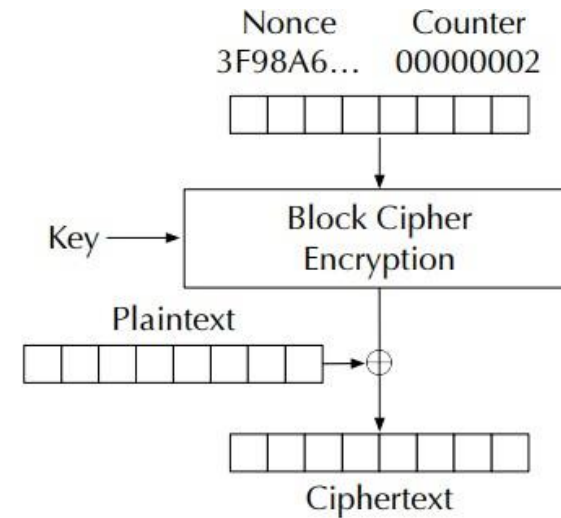 Nonce Counter
3F98A6... 00000002
Block Cipher
Encryption
Key
Plaintext
Ciphertext